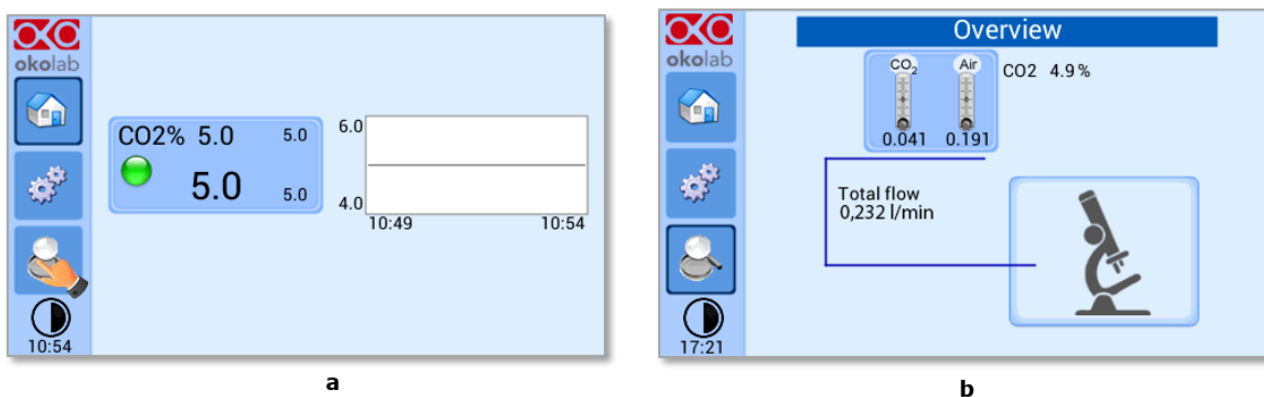 okolab
CO2% 5.0 5.0
5.0 5.0
6.0
4.0
10:49 10:54
10:54
a
okolab
Overview
CO2 Air
CO2 4.9%
0.041 0.191
Total flow
0,232 l/min
17:21
b